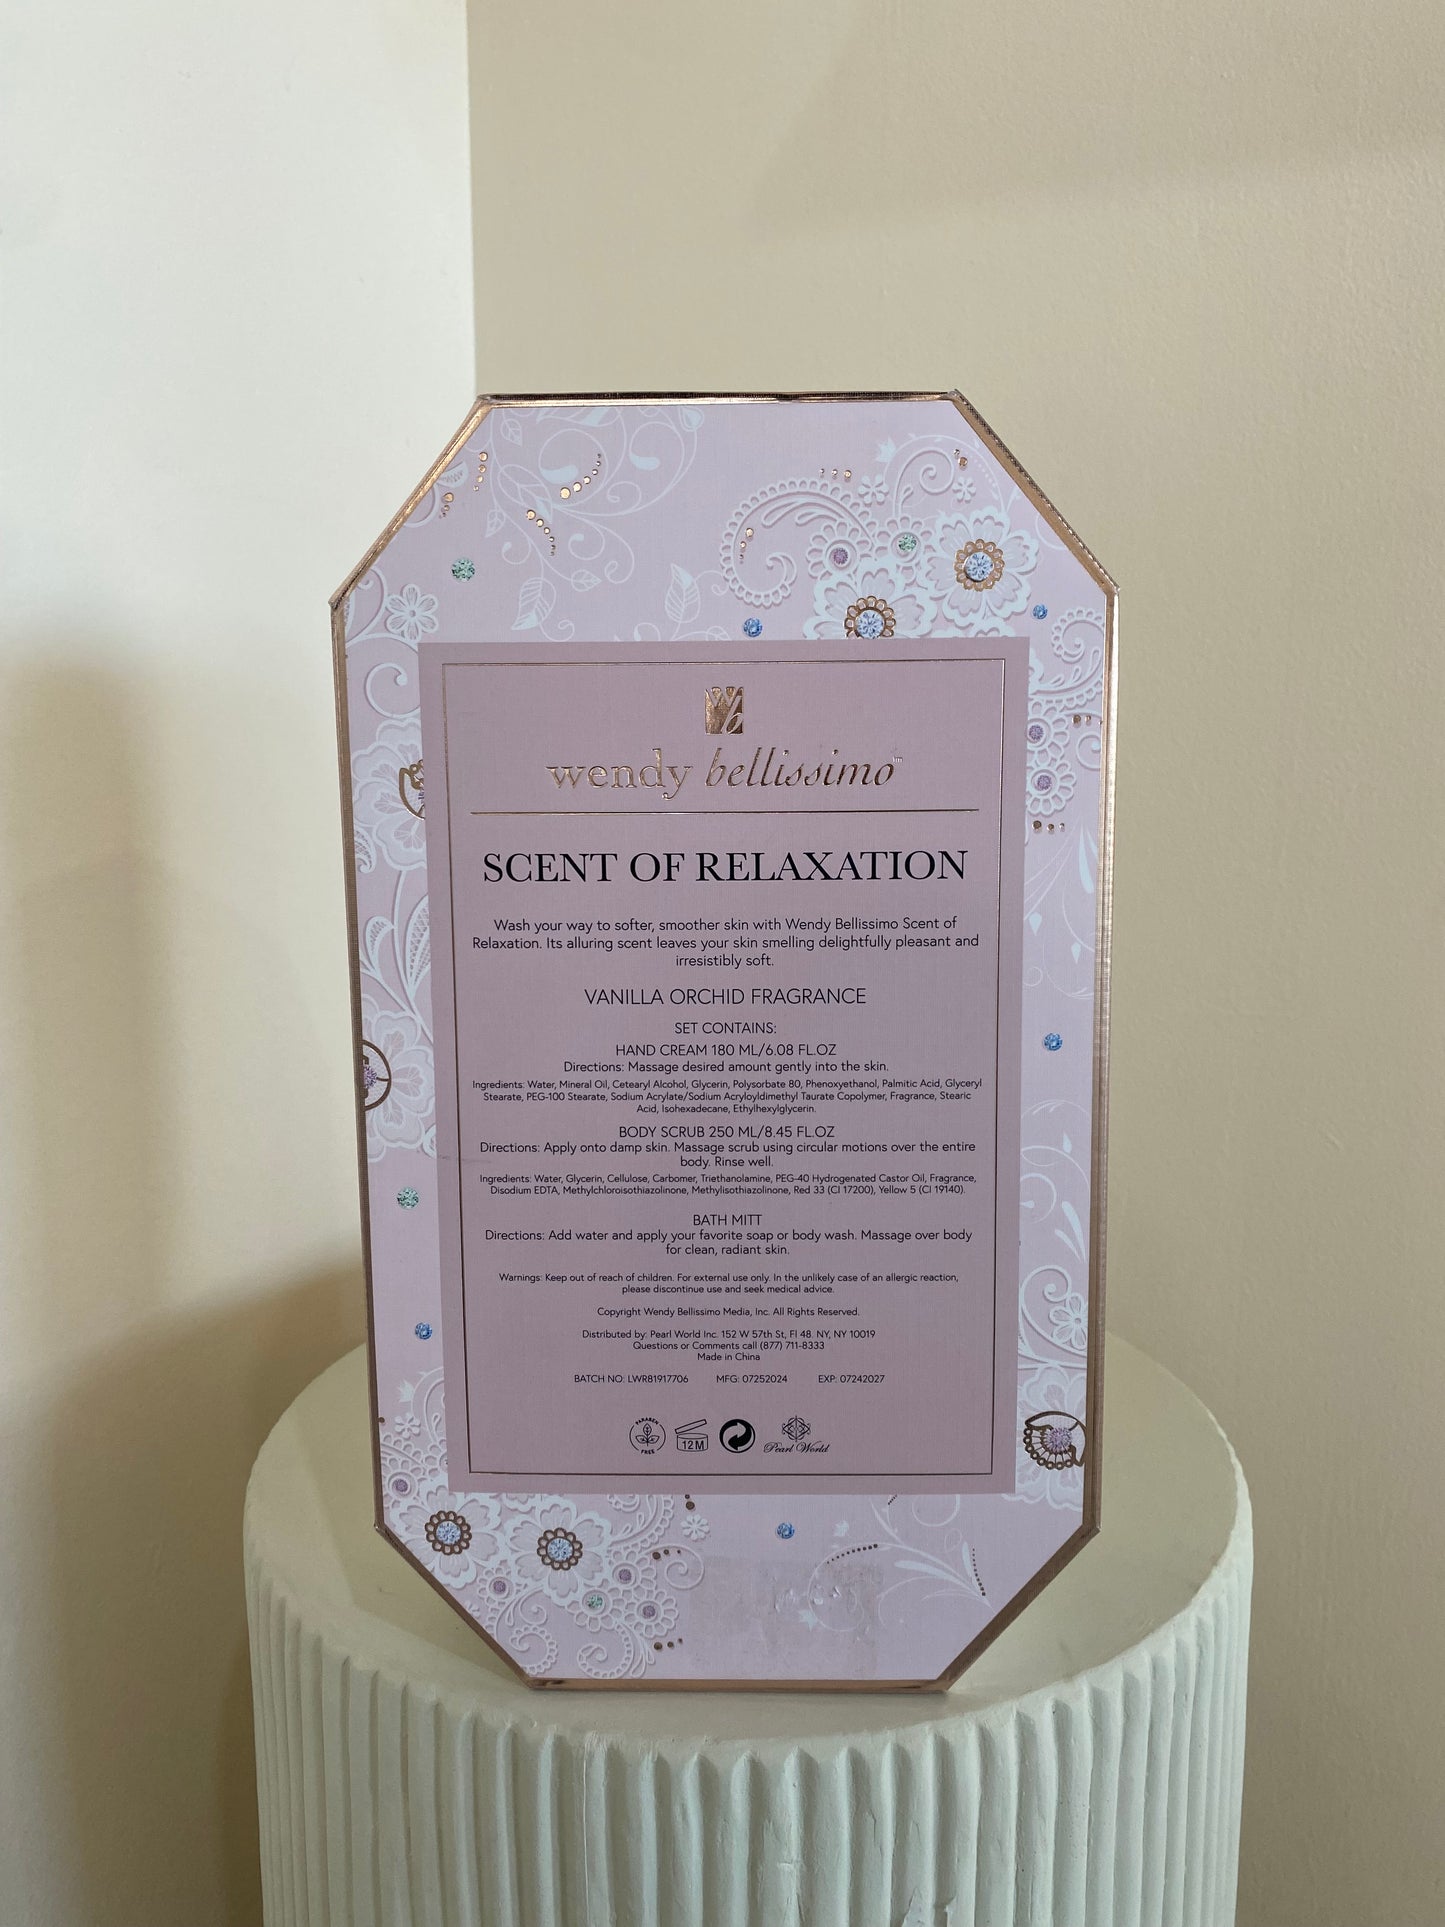 wb
wendy bellissimo™
SCENT OF RELAXATION
Wash your way to softer, smoother skin with Wendy Bellissimo Scent of
Relaxation. Its alluring scent leaves your skin smelling delightfully pleasant and
irresistibly soft.
VANILLA ORCHID FRAGRANCE
SET CONTAINS:
HAND CREAM 180 ML/6.08 FL.OZ
Directions: Massage desired amount gently into the skin.
Ingredients: Water, Mineral Oil, Cetearyl Alcohol, Glycerin, Polysorbate 80, Phenoxyethanol, Palmitic Acid, Glyceryl
Stearate, PEG-100 Stearate, Sodium Acrylate/Sodium Acryloyldimethyl Taurate Copolymer, Fragrance, Stearic
Acid, Isohexadecane, Ethylhexylglycerin.
BODY SCRUB 250 ML/8.45 FL.OZ
Directions: Apply onto damp skin. Massage scrub using circular motions over the entire
body. Rinse well.
Ingredients: Water, Glycerin, Cellulose, Carbomer, Triethanolamine, PEG-40 Hydrogenated Castor Oil, Fragrance,
Disodium EDTA, Methylchloroisothiazolinone, Methylisothiazolinone, Red 33 (CI 17200), Yellow 5 (CI 19140).
BATH MITT
Directions: Add water and apply your favorite soap or body wash. Massage over body
for clean, radiant skin.
Warnings: Keep out of reach of children. For external use only. In the unlikely case of an allergic reaction,
please discontinue use and seek medical advice.
Copyright Wendy Bellissimo Media, Inc. All Rights Reserved.
Distributed by: Pearl World Inc. 152 W 57th St, Fl 48. NY, NY 10019
Questions or Comments call (877) 711-8333
Made in China
BATCH NO: LWR81917706 MFG: 07252024 EXP: 07242027
PARABEN FREE 12M Pearl World